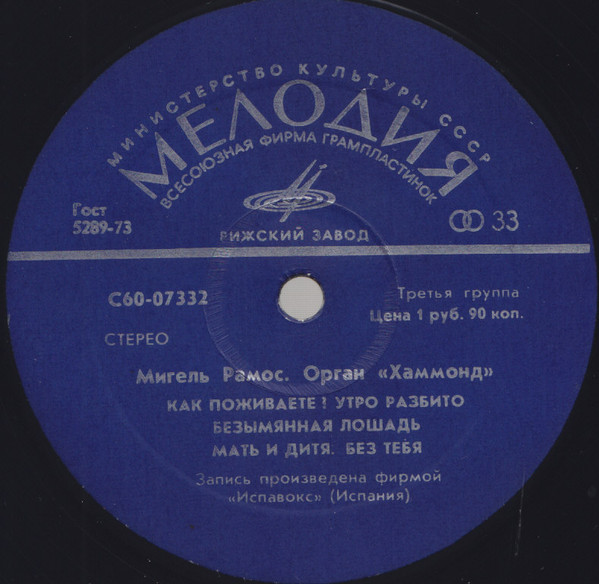 МИНИСТЕРСТВО КУЛЬТУРЫ СССР
МЕЛОДИЯ
ВСЕСОЮЗНАЯ ФИРМА ГРАМПЛАСТИНОК
Гост
5289-73
33
РИЖСКИЙ ЗАВОД
С60-07332
Третья группа
Цена 1 руб. 90 коп.
СТЕРЕО
Мигель Рамос. Орган «Хаммонд»
КАК ПОЖИВАЕТЕ? УТРО РАЗБИТО
БЕЗЫМЯННАЯ ЛОШАДЬ
МАТЬ И ДИТЯ. БЕЗ ТЕБЯ
Запись произведена фирмой
«Испавокс» (Испания)